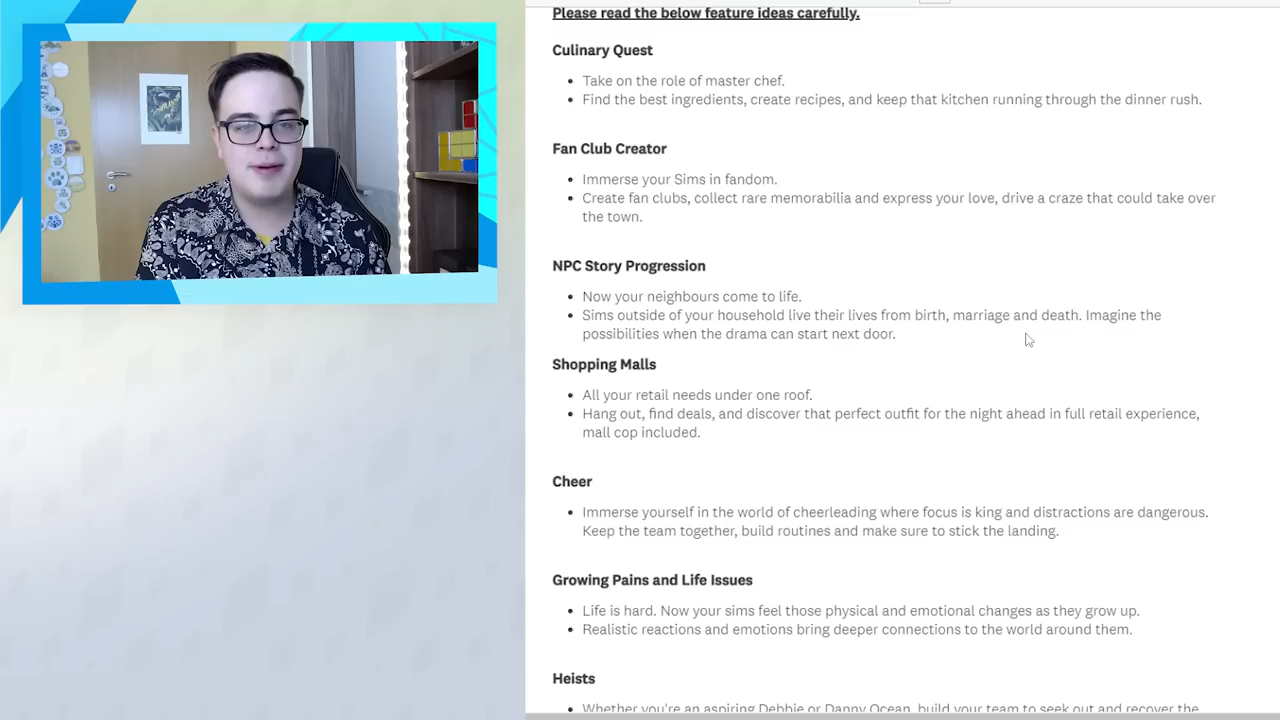 Please read the below feature ideas carefully.
Culinary Quest
Take on the role of master chef.
Find the best ingredients, create recipes, and keep that kitchen running through the dinner rush.
Fan Club Creator
Immerse your Sims in fandom.
Create fan clubs, collect rare memorabilia and express your love, drive a craze that could take over
the town.
NPC Story Progression
Now your neighbours come to life.
Sims outside of your household live their lives from birth, marriage and death. Imagine the
possibilities when the drama can start next door.
Shopping Malls
All your retail needs under one roof.
Hang out, find deals, and discover that perfect outfit for the night ahead in full retail experience,
mall cop included.
Cheer
Immerse yourself in the world of cheerleading where focus is king and distractions are dangerous.
Keep the team together, build routines and make sure to stick the landing.
Growing Pains and Life Issues
Life is hard. Now your sims feel those physical and emotional changes as they grow up.
Realistic reactions and emotions bring deeper connections to the world around them.
Heists
Whether you're an aspiring Debbie or Danny Ocean, build your team to seek out and recover the